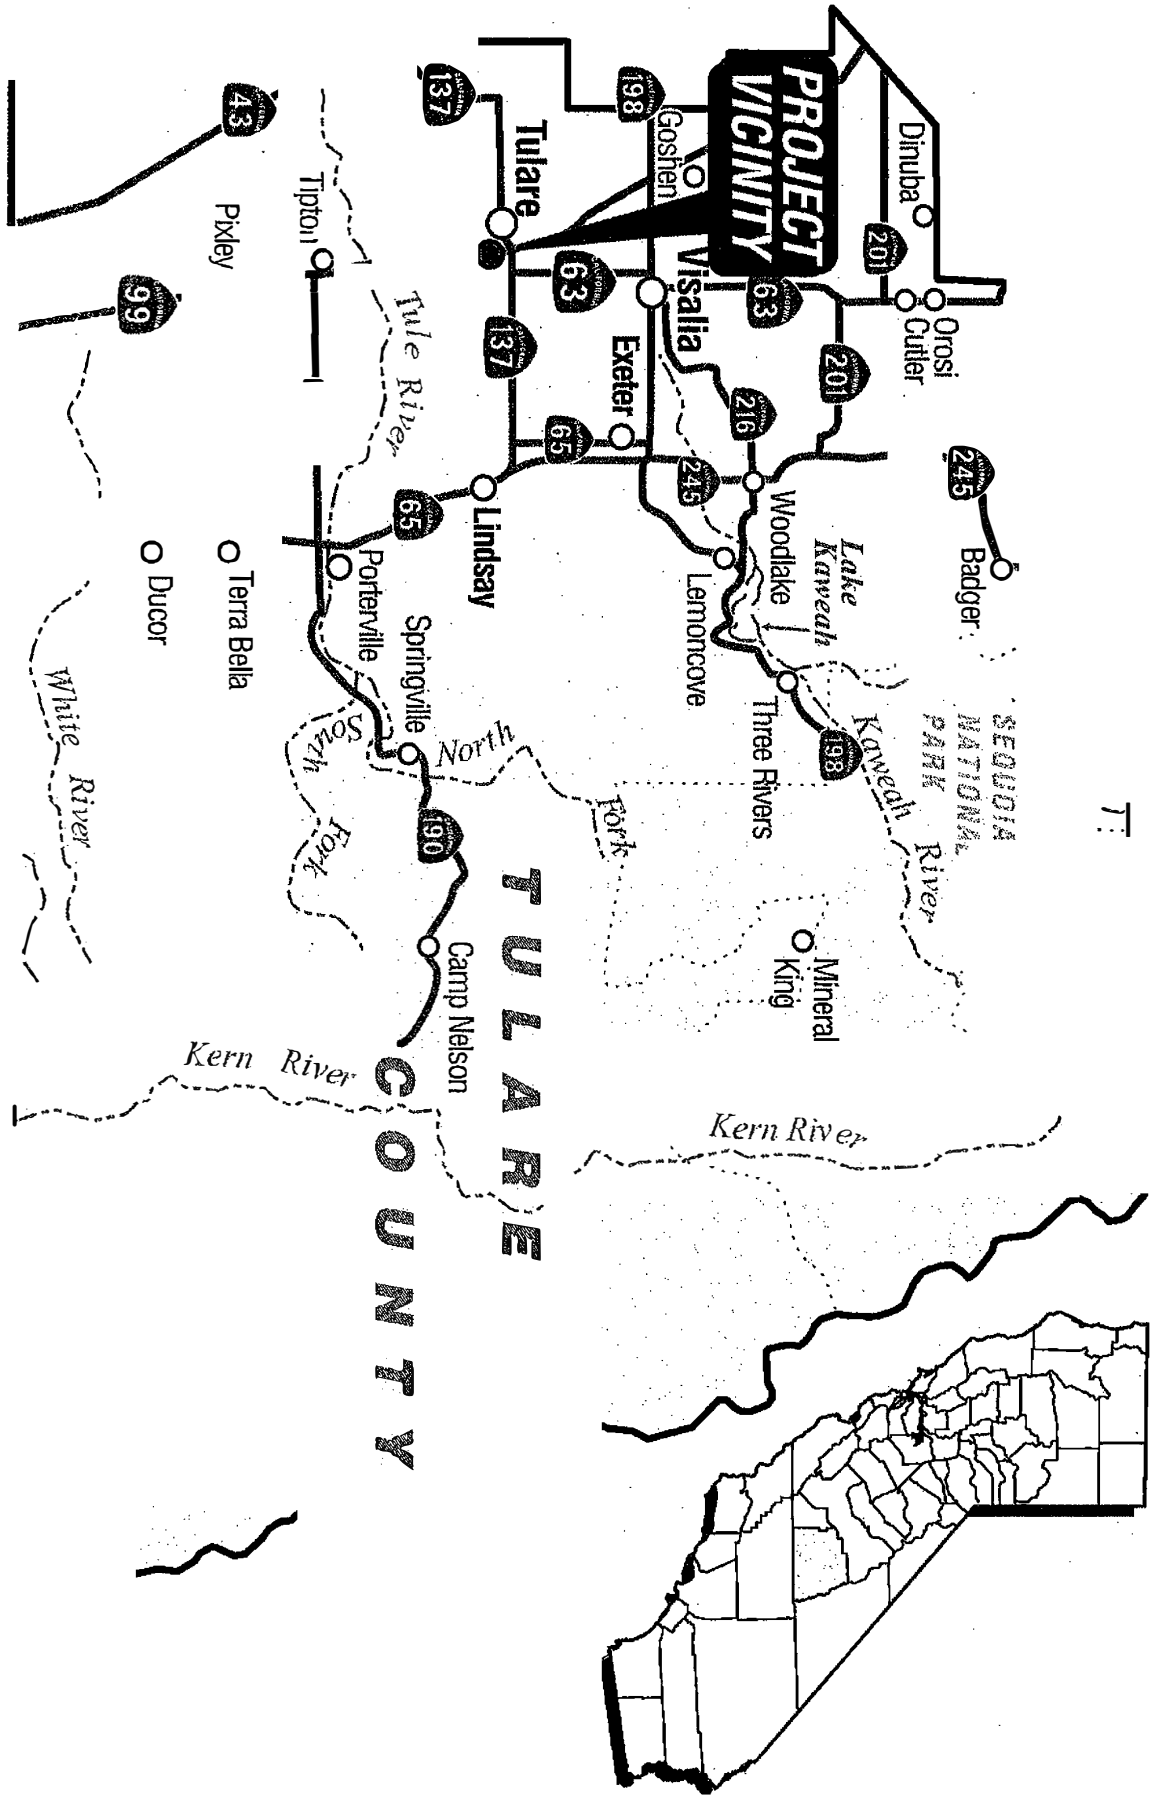 PROJECT
VICINITY
SEQUOIA
NATIONAL
PARK
Dinuba
Orosi
Cutler
201
201
63
245
Badger
Lake
Kaweah
Woodlake
216
Kaweah River
198
Three Rivers
Mineral
King
Kern River
198
Goshen
Visalia
245
Lemoncove
Exeter
63
137
Tulare
137
65
Lindsay
65
North
Fork
TULARE
COUNTY
Tule River
Springville
190
Camp Nelson
Porterville
South
Fork
Kern River
Tipton
43
Pixley
Terra Bella
99
Ducor
White River